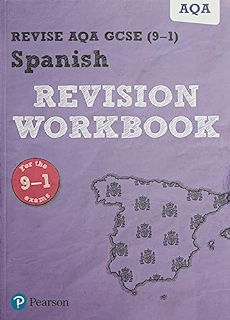 AQA
REVISE AQA GCSE (9-1)
Spanish
REVISION
WORKBOOK
For the
9-1
exams
Pearson